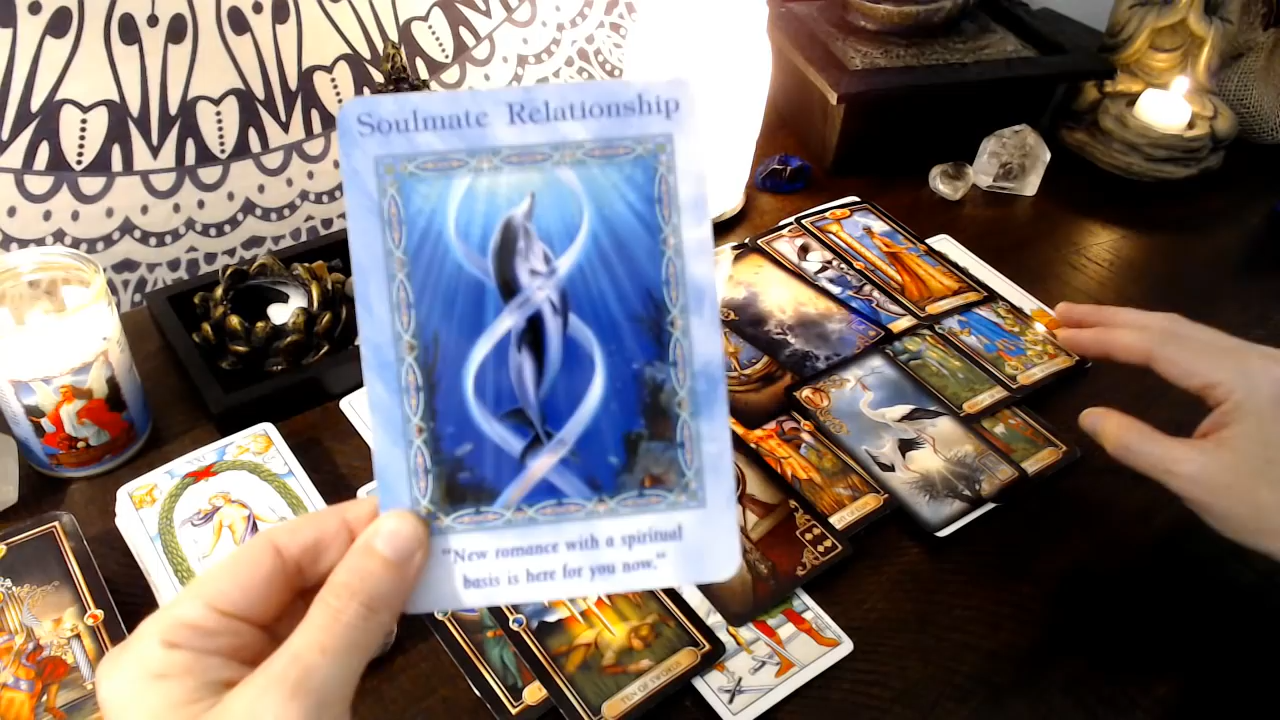 Soulmate Relationship
"New romance with a spiritual
basis is here for you now."
TEN OF SWORDS